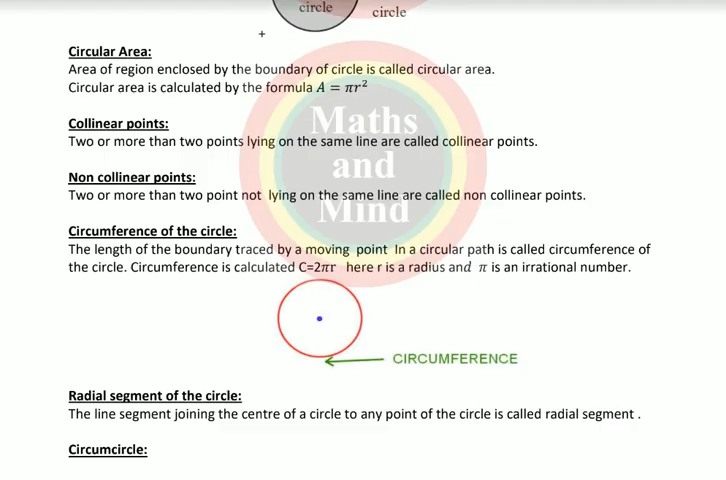 circle
circle
+
Circular Area:
Area of region enclosed by the boundary of circle is called circular area.
Circular area is calculated by the formula A = πr²
Collinear points:
Two or more than two points lying on the same line are called collinear points.
Non collinear points:
Two or more than two point not lying on the same line are called non collinear points.
Circumference of the circle:
The length of the boundary traced by a moving point In a circular path is called circumference of
the circle. Circumference is calculated C=2πr here r is a radius and π is an irrational number.
CIRCUMFERENCE
Radial segment of the circle:
The line segment joining the centre of a circle to any point of the circle is called radial segment .
Circumcircle:
Maths
and
Mind